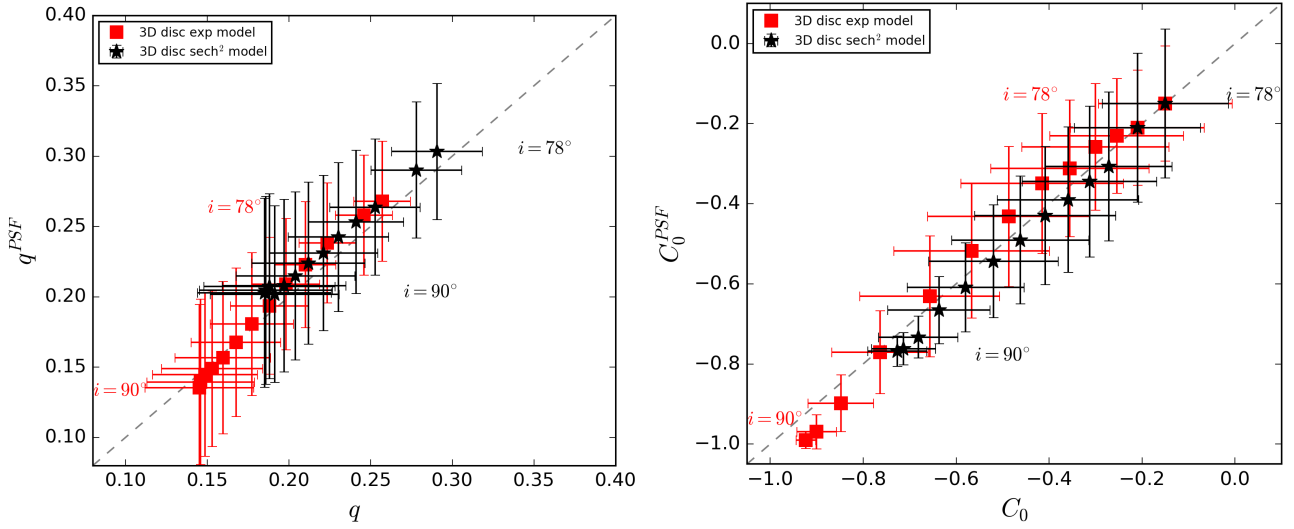 3D disc exp model
3D disc sech²  model
0.40
0.35
0.30
0.25
0.20
0.15
0.10
q^{PSF}
i = 78°
i = 78°
i = 90°
i = 90°
0.10 0.15 0.20 0.25 0.30 0.35 0.40
q
3D disc exp model
3D disc sech²  model
0.0
−0.2
−0.4
−0.6
−0.8
−1.0
C_0^{PSF}
i = 78°
i = 78°
i = 90°
i = 90°
−1.0 −0.8 −0.6 −0.4 −0.2 0.0
C_0